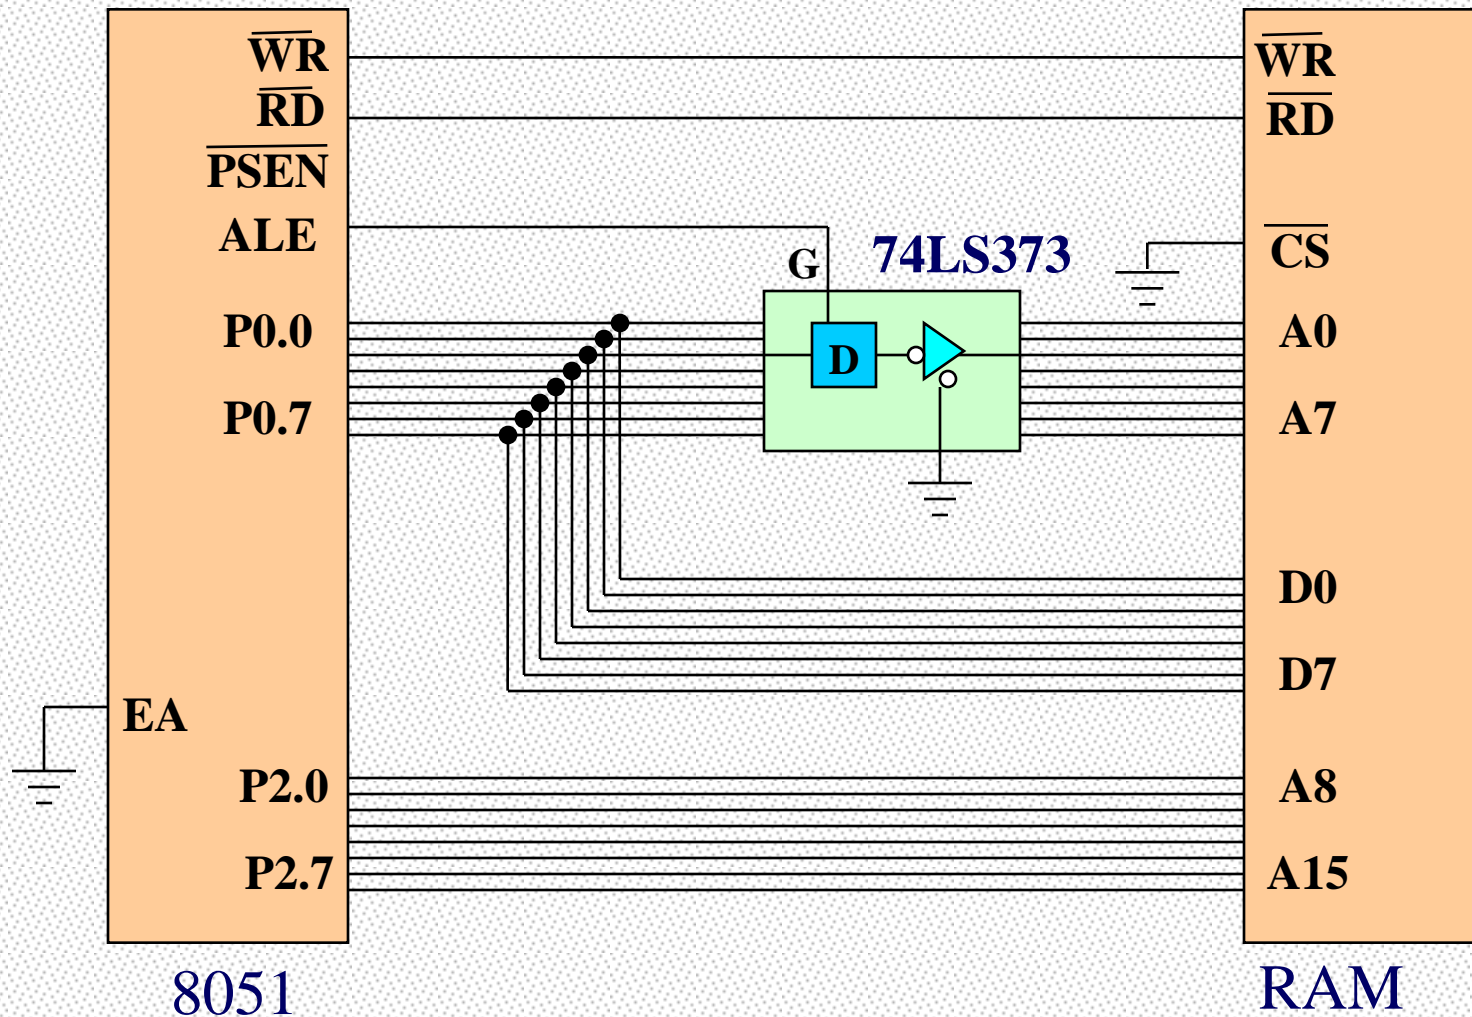 WR
RD
PSEN
ALE
P0.0
P0.7
EA
P2.0
P2.7
8051
G
74LS373
D
WR
RD
CS
A0
A7
D0
D7
A8
A15
RAM